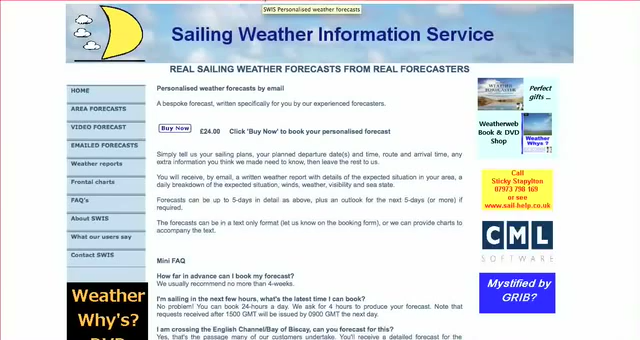 SWIS Personalised weather forecasts
Sailing Weather Information Service
REAL SAILING WEATHER FORECASTS FROM REAL FORECASTERS
HOME
AREA FORECASTS
VIDEO FORECAST
EMAILED FORECASTS
Weather reports
Frontal charts
FAQ's
About SWIS
What our users say
Contact SWIS
Weather
Why's?
DVD
Personalised weather forecasts by email
A bespoke forecast, written specifically for you by our experienced forecasters.
Buy Now £24.00 Click 'Buy Now' to book your personalised forecast
Simply tell us your sailing plans, your planned departure date(s) and time, route and arrival time, any
extra information you think we made need to know, then leave the rest to us.
You will receive, by email, a written weather report with details of the expected situation in your area, a
daily breakdown of the expected situation, winds, weather, visibility and sea state.
Forecasts can be up to 5-days in detail as above, plus an outlook for the next 5-days (or more) if
required.
The forecasts can be in a text only format (let us know on the booking form), or we can provide charts to
accompany the text.
Mini FAQ
How far in advance can I book my forecast?
We usually recommend no more than 4-weeks.
I'm sailing in the next few hours, what's the latest time I can book?
No problem! You can book 24-hours a day. We ask for 4 hours to produce your forecast. Note that
requests received after 1500 GMT will be issued by 0900 GMT the next day.
I am crossing the English Channel/Bay of Biscay, can you forecast for this?
Yes, that's the passage many of our customers undertake. You'll receive a detailed forecast for the
Perfect
gifts ...
Weatherweb
Book & DVD
Shop
Weather
Whys ?
Call
Sticky Stapylton
07973 798 169
or see
www.sail-help.co.uk
CML
SOFTWARE
Mystified by
GRIB?